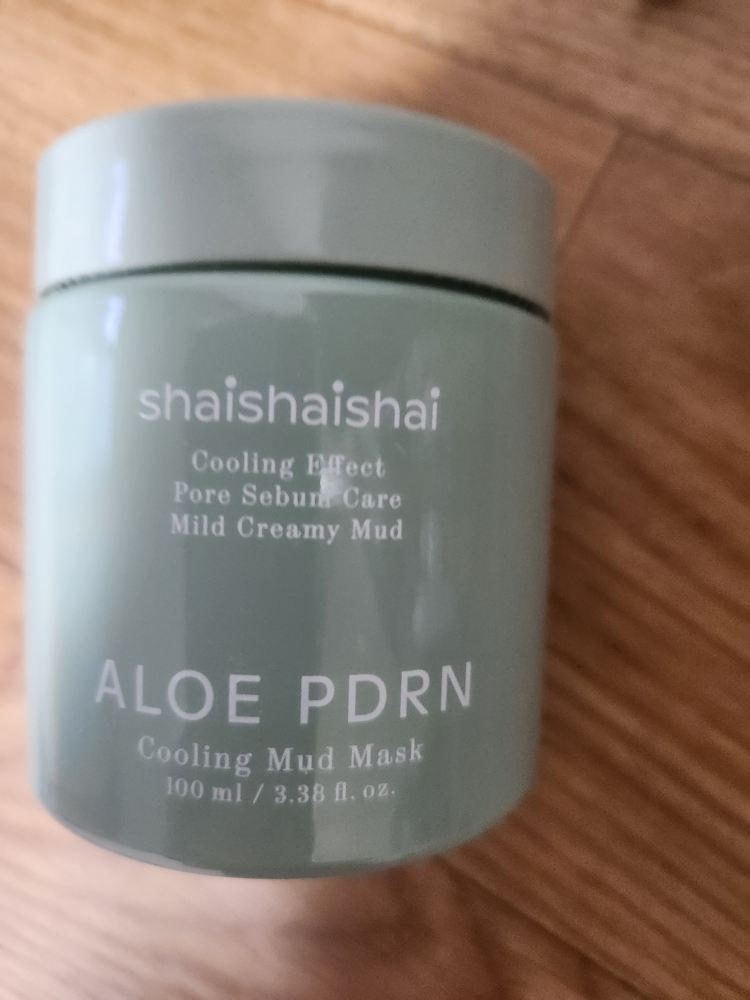 shaishaishai
Cooling Effect
Pore Sebum Care
Mild Creamy Mud
ALOE PDRN
Cooling Mud Mask
100 ml / 3.38 fl. oz.